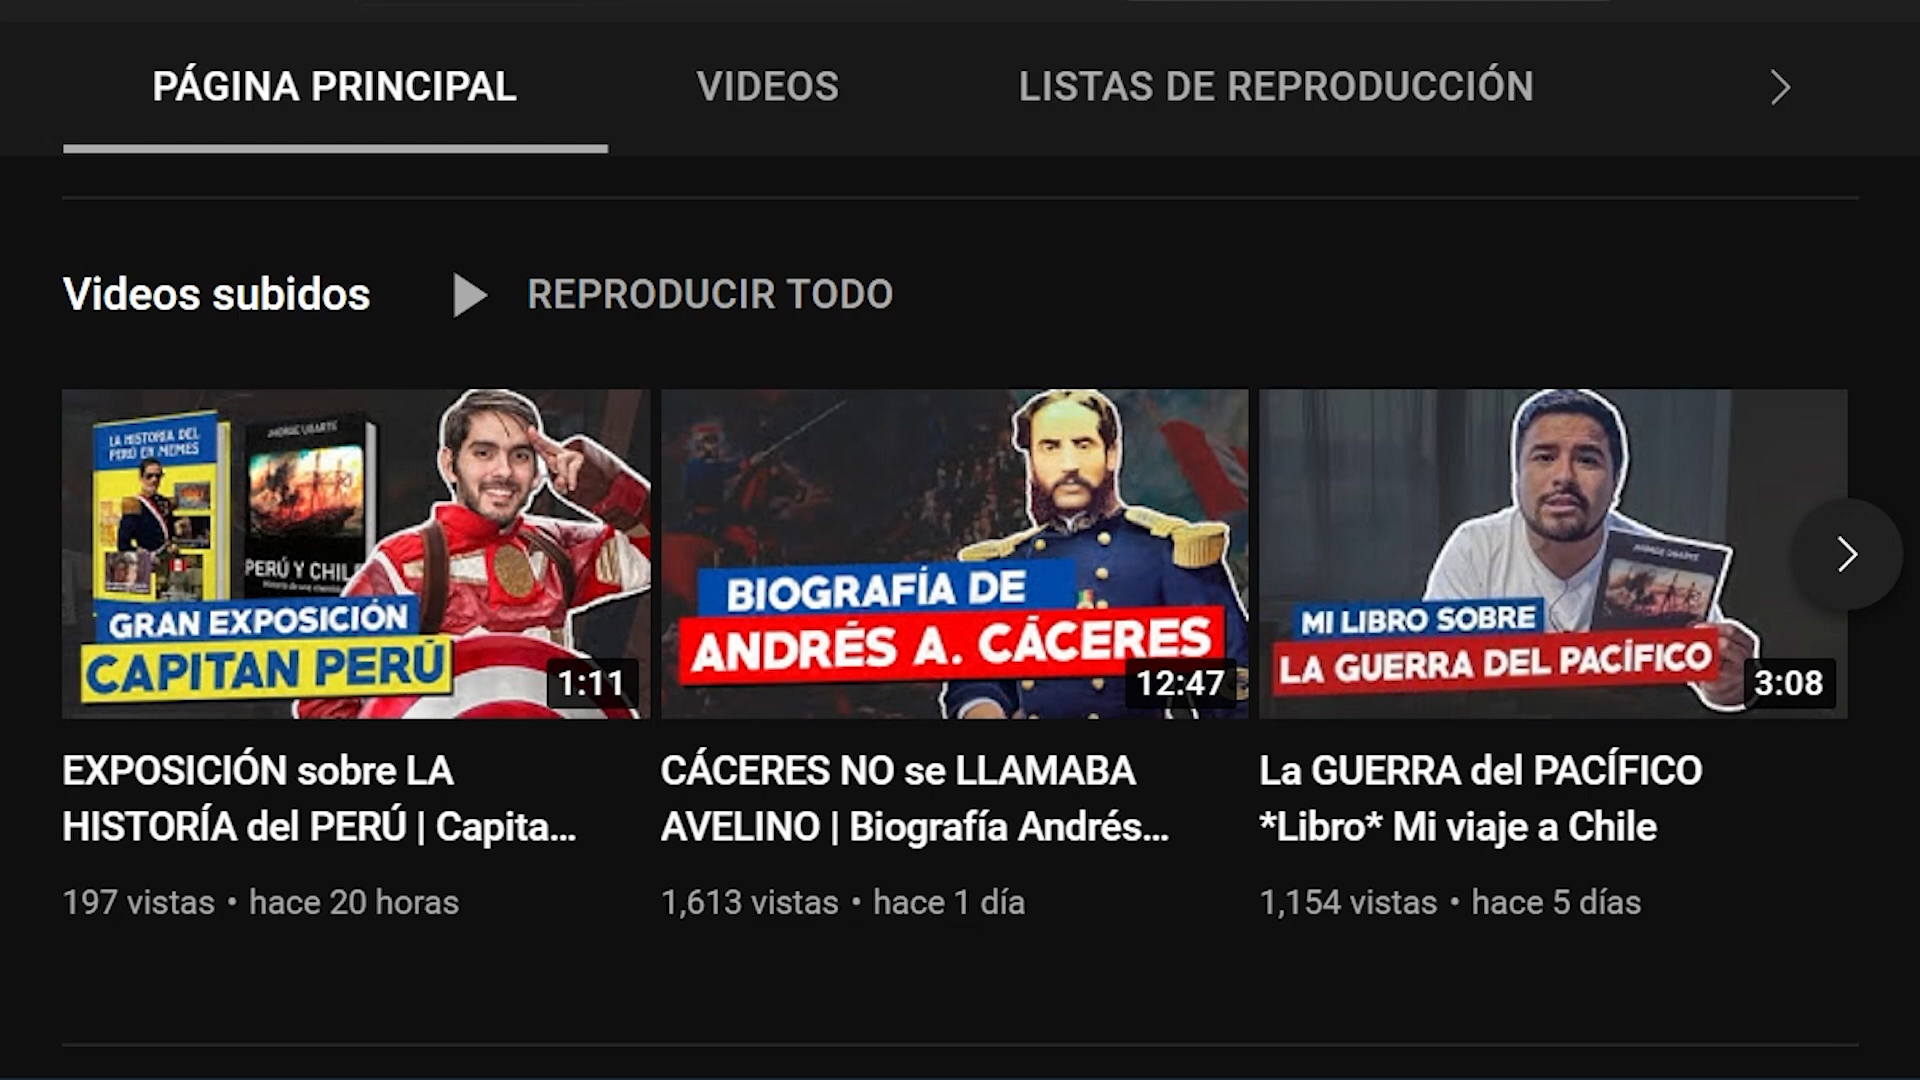 PÁGINA PRINCIPAL
VIDEOS
LISTAS DE REPRODUCCIÓN
Videos subidos
REPRODUCIR TODO
LA HISTORIA DEL
PERÚ EN MEMES
JHORGE UGARTE
PERÚ Y CHIL
GRAN EXPOSICIÓN
CAPITAN PERÚ
1:11
BIOGRAFÍA DE
ANDRÉS A. CÁCERES
12:47
JHORGE UGARTE
MI LIBRO SOBRE
LA GUERRA DEL PACÍFICO
3:08
EXPOSICIÓN sobre LA
HISTORÍA del PERÚ | Capita...
197 vistas • hace 20 horas
CÁCERES NO se LLAMABA
AVELINO | Biografía Andrés...
1,613 vistas • hace 1 día
La GUERRA del PACÍFICO
*Libro* Mi viaje a Chile
1,154 vistas • hace 5 días